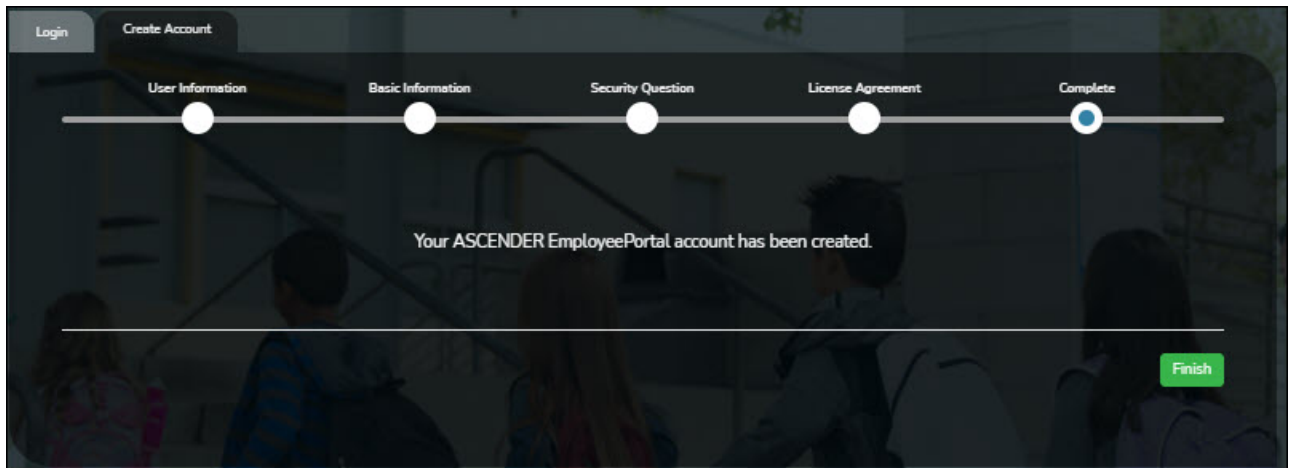 Login
Create Account
User Information
Basic Information
Security Question
License Agreement
Complete
Your ASCENDER EmployeePortal account has been created.
Finish